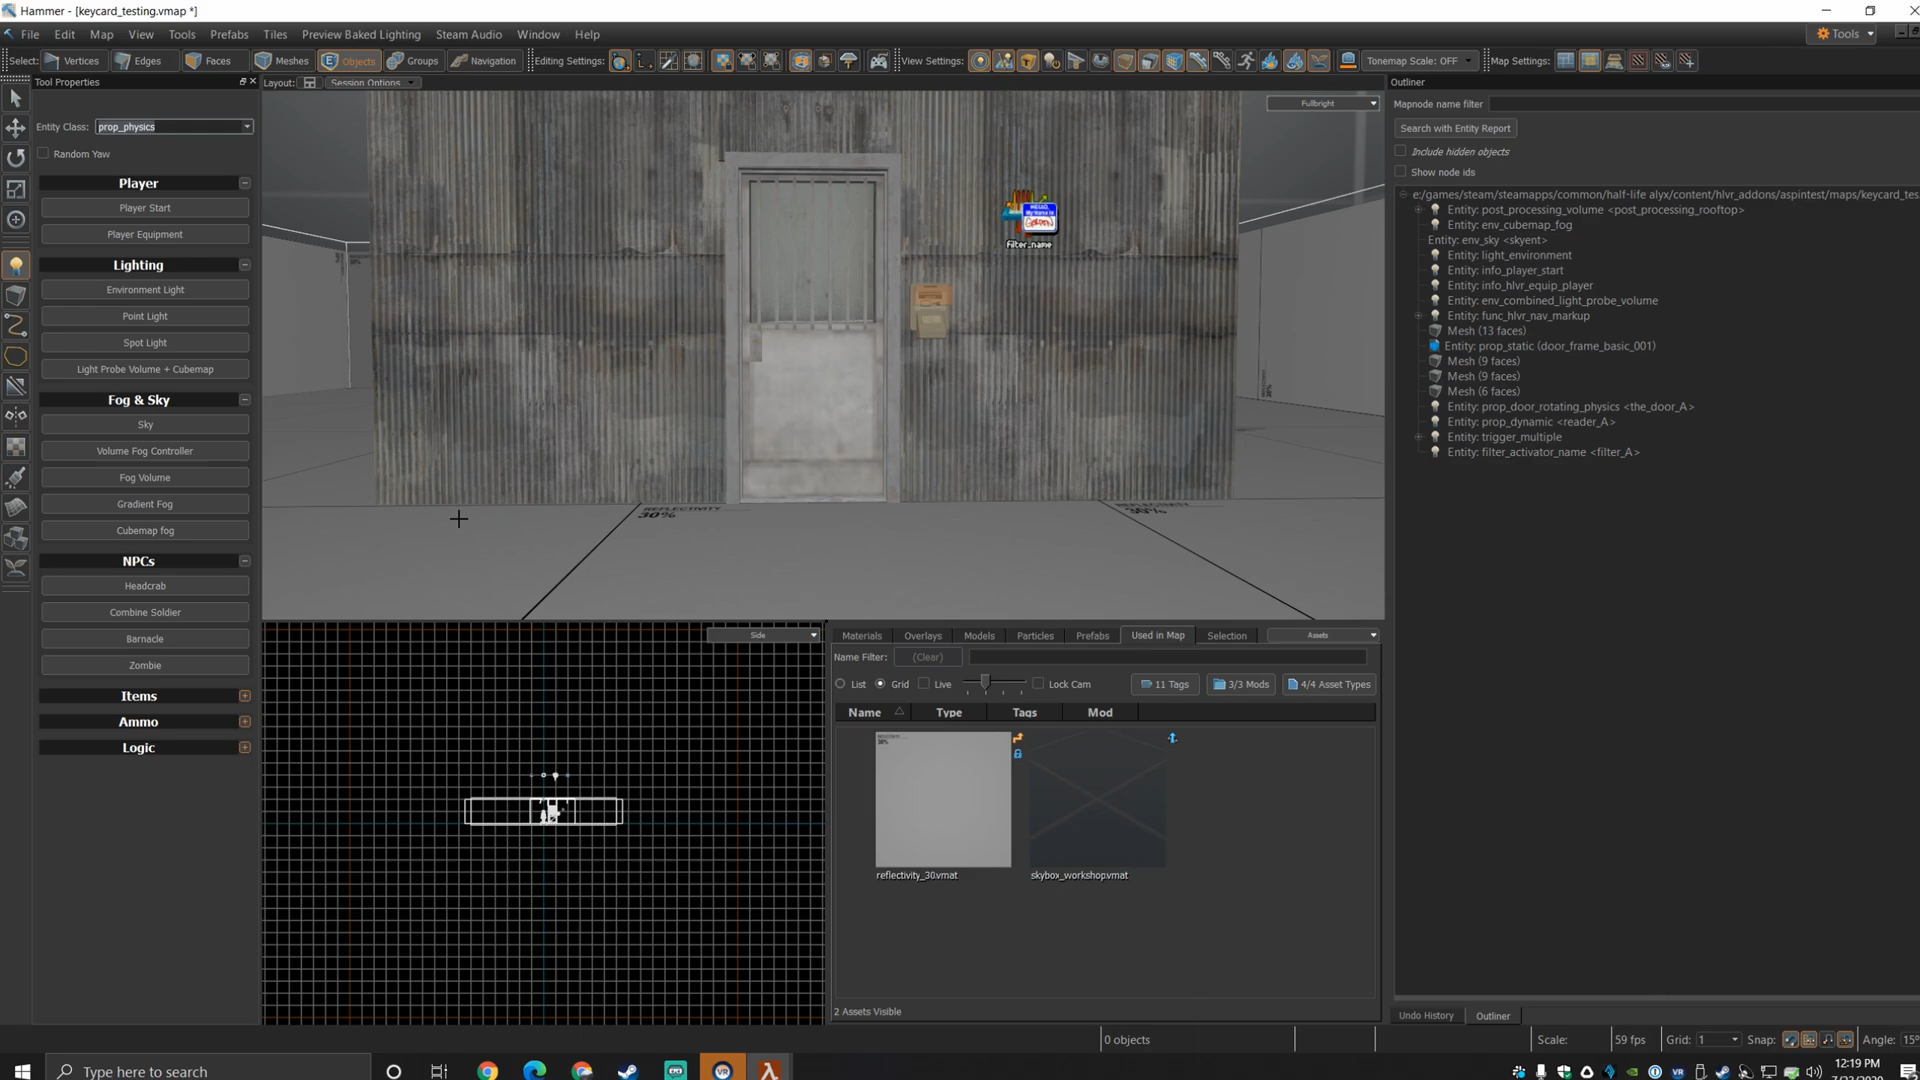 Hammer - [keycard_testing.vmap *]
File Edit Map View Tools Prefabs Tiles Preview Baked Lighting Steam Audio Window Help
Tools
Select: Vertices Edges Faces Meshes Objects Groups Navigation Editing Settings: View Settings: Tonemap Scale: OFF Map Settings:
Tool Properties
Layout: Session Options
Outliner
Entity Class: prop_physics
Random Yaw
Player
Player Start
Player Equipment
Lighting
Environment Light
Point Light
Spot Light
Light Probe Volume + Cubemap
Fog & Sky
Sky
Volume Fog Controller
Fog Volume
Gradient Fog
Cubemap fog
NPCs
Headcrab
Combine Soldier
Barnacle
Zombie
Items
Ammo
Logic
Fullbright
filter_name
REFLECTIVITY
30%
REFLECTIVITY
30%
Mapnode name filter
Search with Entity Report
Include hidden objects
Show node ids
e:/games/steam/steamapps/common/half-life alyx/content/hlvr_addons/aspintest/maps/keycard_tes
Entity: post_processing_volume <post_processing_rooftop>
Entity: env_cubemap_fog
Entity: env_sky <skyent>
Entity: light_environment
Entity: info_player_start
Entity: info_hlvr_equip_player
Entity: env_combined_light_probe_volume
Entity: func_hlvr_nav_markup
Mesh (13 faces)
Entity: prop_static (door_frame_basic_001)
Mesh (9 faces)
Mesh (9 faces)
Mesh (6 faces)
Entity: prop_door_rotating_physics <the_door_A>
Entity: prop_dynamic <reader_A>
Entity: trigger_multiple
Entity: filter_activator_name <filter_A>
Side
Materials Overlays Models Particles Prefabs Used in Map Selection Assets
Name Filter: (Clear)
List Grid Live Lock Cam 11 Tags 3/3 Mods 4/4 Asset Types
Name Type Tags Mod
reflectivity_30.vmat
skybox_workshop.vmat
2 Assets Visible
Undo History Outliner
0 objects Scale: 59 fps Grid: 1 Snap: Angle: 15°
Type here to search
12:19 PM